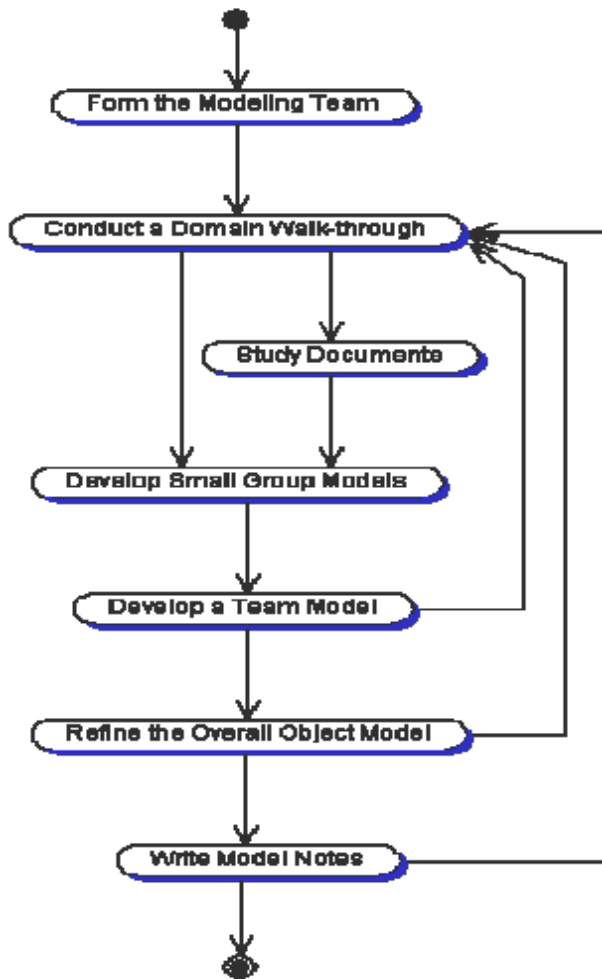 Form the Modeling Team
Conduct a Domain Walk-through
Study Documente
Develop Small Group Models
Develop a Team Model
Refine the Overall Object Model
Write Model Notes